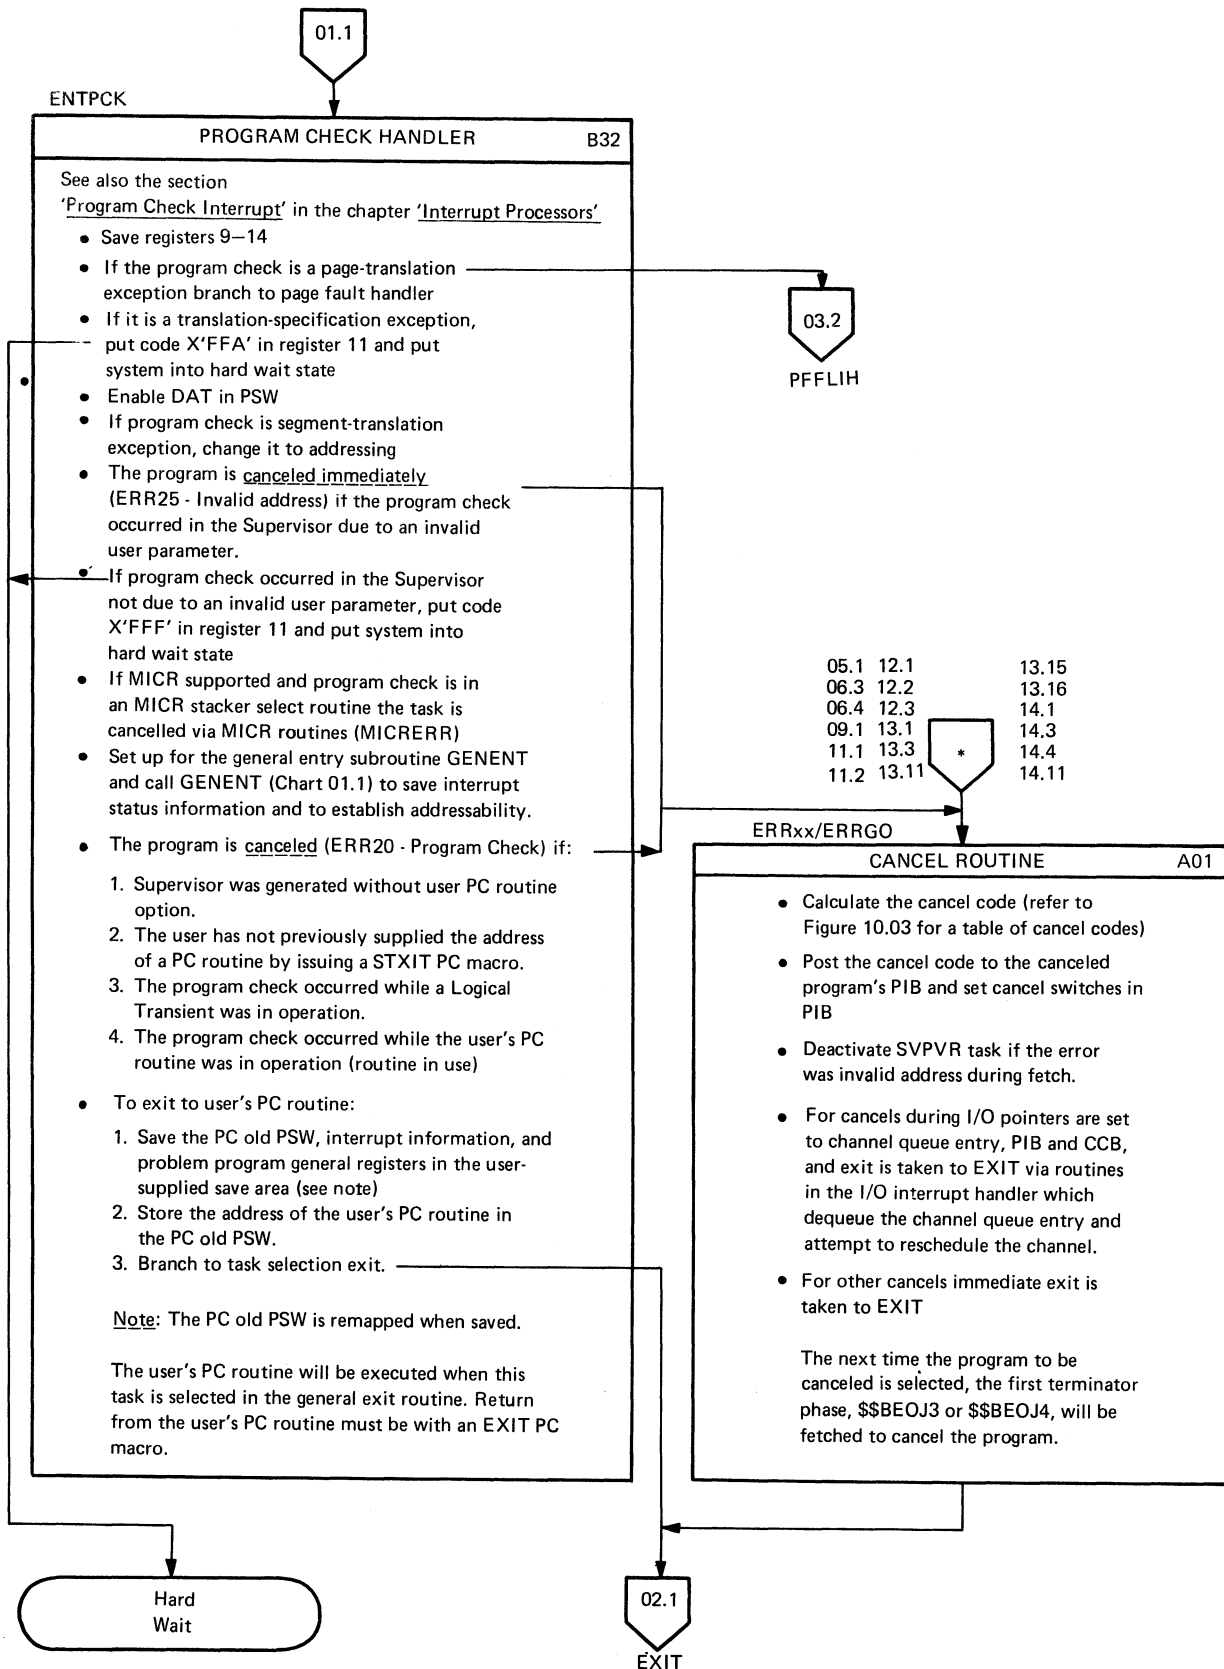 01.1
ENTPCK
PROGRAM CHECK HANDLER B32
See also the section
'Program Check Interrupt' in the chapter 'Interrupt Processors'
• Save registers 9–14
• If the program check is a page-translation
exception branch to page fault handler
• If it is a translation-specification exception,
put code X'FFA' in register 11 and put
system into hard wait state
• Enable DAT in PSW
• If program check is segment-translation
exception, change it to addressing
• The program is canceled immediately
(ERR25 - Invalid address) if the program check
occurred in the Supervisor due to an invalid
user parameter.
• If program check occurred in the Supervisor
not due to an invalid user parameter, put code
X'FFF' in register 11 and put system into
hard wait state
• If MICR supported and program check is in
an MICR stacker select routine the task is
cancelled via MICR routines (MICRERR)
• Set up for the general entry subroutine GENENT
and call GENENT (Chart 01.1) to save interrupt
status information and to establish addressability.
• The program is canceled (ERR20 - Program Check) if:
1. Supervisor was generated without user PC routine
option.
2. The user has not previously supplied the address
of a PC routine by issuing a STXIT PC macro.
3. The program check occurred while a Logical
Transient was in operation.
4. The program check occurred while the user's PC
routine was in operation (routine in use)
• To exit to user's PC routine:
1. Save the PC old PSW, interrupt information, and
problem program general registers in the user-
supplied save area (see note)
2. Store the address of the user's PC routine in
the PC old PSW.
3. Branch to task selection exit.
Note: The PC old PSW is remapped when saved.
The user's PC routine will be executed when this
task is selected in the general exit routine. Return
from the user's PC routine must be with an EXIT PC
macro.
03.2
PFFLIH
05.1 12.1 13.15
06.3 12.2 13.16
06.4 12.3 14.1
09.1 13.1 14.3
11.1 13.3 * 14.4
11.2 13.11 14.11
ERRxx/ERRGO
CANCEL ROUTINE A01
• Calculate the cancel code (refer to
Figure 10.03 for a table of cancel codes)
• Post the cancel code to the canceled
program's PIB and set cancel switches in
PIB
• Deactivate SVPVR task if the error
was invalid address during fetch.
• For cancels during I/O pointers are set
to channel queue entry, PIB and CCB,
and exit is taken to EXIT via routines
in the I/O interrupt handler which
dequeue the channel queue entry and
attempt to reschedule the channel.
• For other cancels immediate exit is
taken to EXIT
The next time the program to be
canceled is selected, the first terminator
phase, $$BEOJ3 or $$BEOJ4, will be
fetched to cancel the program.
Hard
Wait
02.1
EXIT